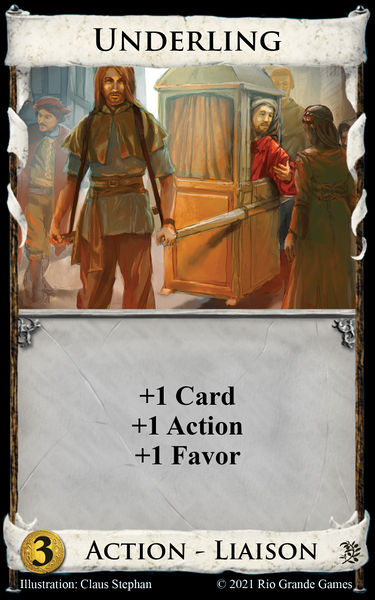 UNDERLING
+1 Card
+1 Action
+1 Favor
3 ACTION - LIAISON
Illustration: Claus Stephan © 2021 Rio Grande Games